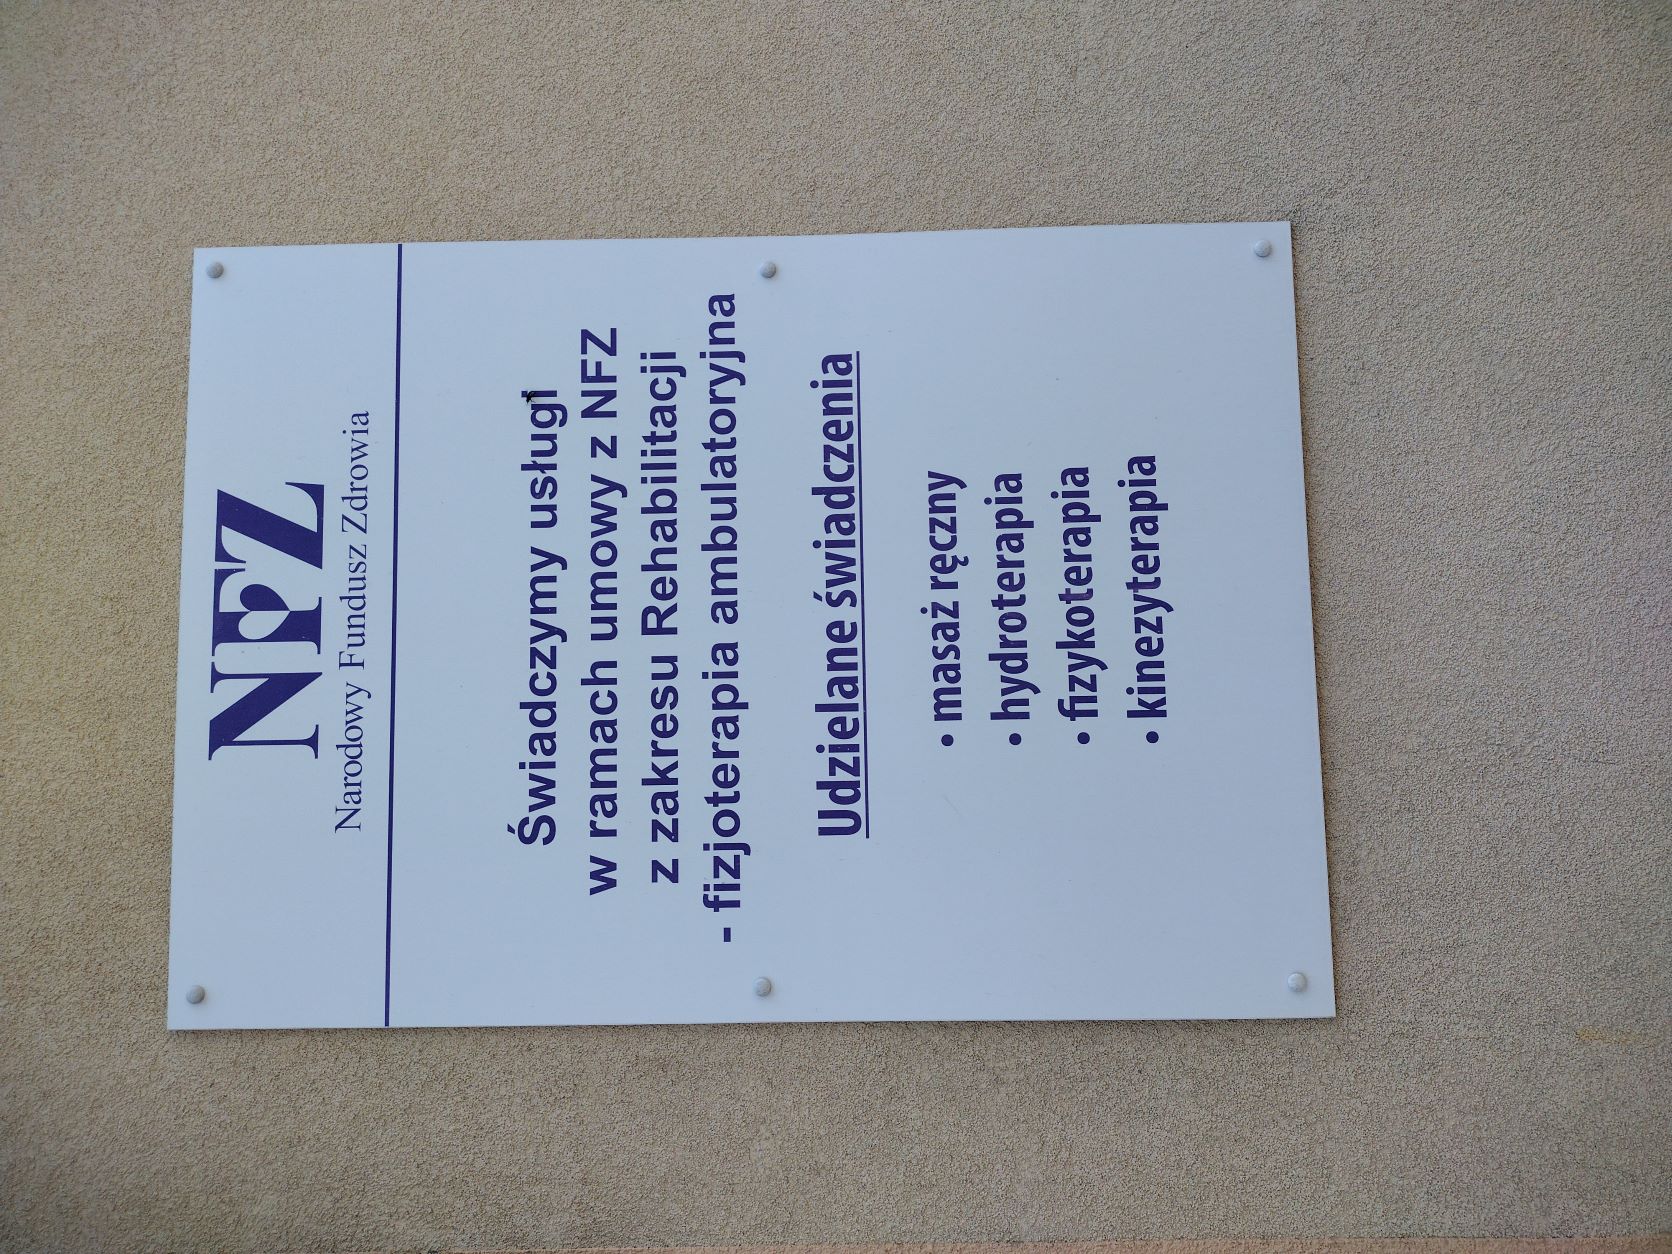 NFZ
Narodowy Fundusz Zdrowia
Świadczymy usługi
w ramach umowy z NFZ
z zakresu Rehabilitacji
- fizjoterapia ambulatoryjna
Udzielane świadczenia
• masaż ręczny
• hydroterapia
• fizykoterapia
• kinezyterapia